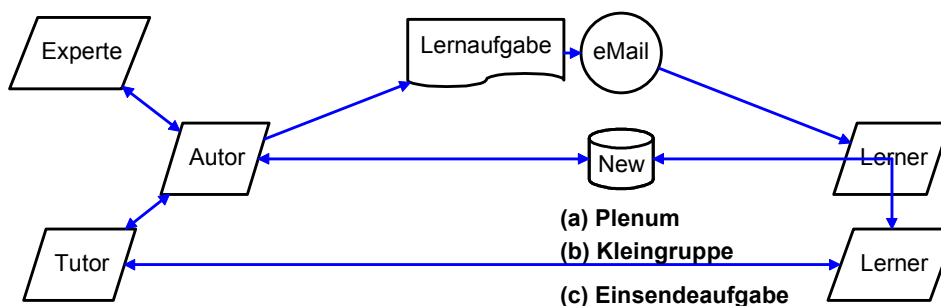 Experte
Lernaufgabe
eMail
Autor
New
Lerner
(a) Plenum
(b) Kleingruppe
Tutor
Lerner
(c) Einsendeaufgabe